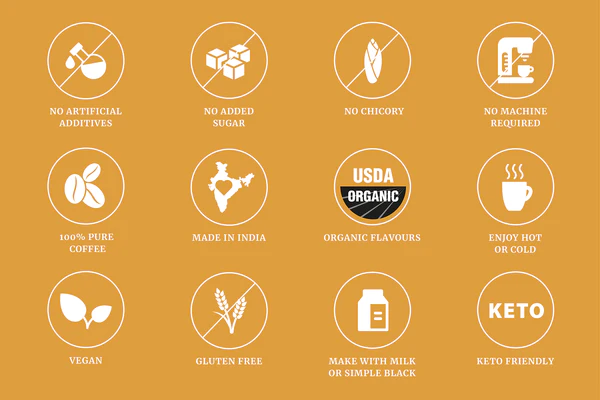 NO ARTIFICIAL
ADDITIVES
NO ADDED
SUGAR
NO CHICORY
NO MACHINE
REQUIRED
100% PURE
COFFEE
MADE IN INDIA
USDA
ORGANIC
ORGANIC FLAVOURS
ENJOY HOT
OR COLD
VEGAN
GLUTEN FREE
MAKE WITH MILK
OR SIMPLE BLACK
KETO
KETO FRIENDLY